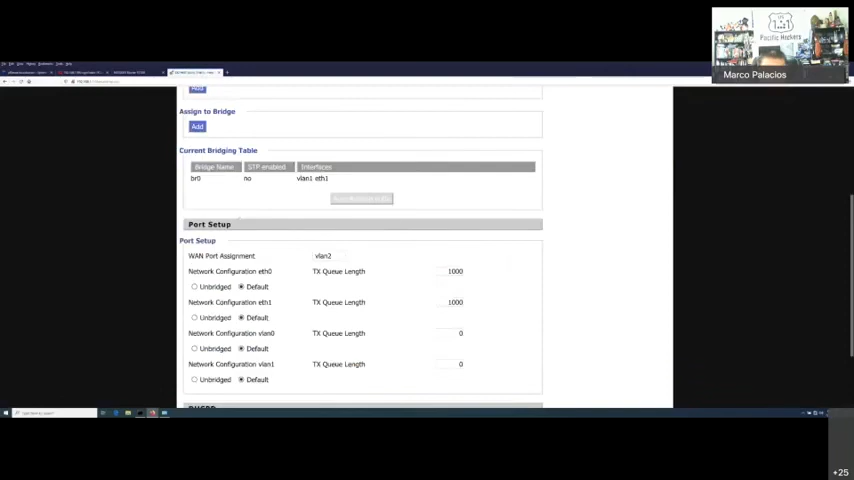 Pacific Hackers
Marco Palacios
Add
Assign to Bridge
Add
Current Bridging Table
Bridge Name STP enabled Interfaces
br0 no vlan1 eth1
Port Setup
Port Setup
WAN Port Assignment vlan2
Network Configuration eth0 TX Queue Length 1000
Unbridged Default
Network Configuration eth1 TX Queue Length 1000
Unbridged Default
Network Configuration vlan0 TX Queue Length 0
Unbridged Default
Network Configuration vlan1 TX Queue Length 0
Unbridged Default
+25